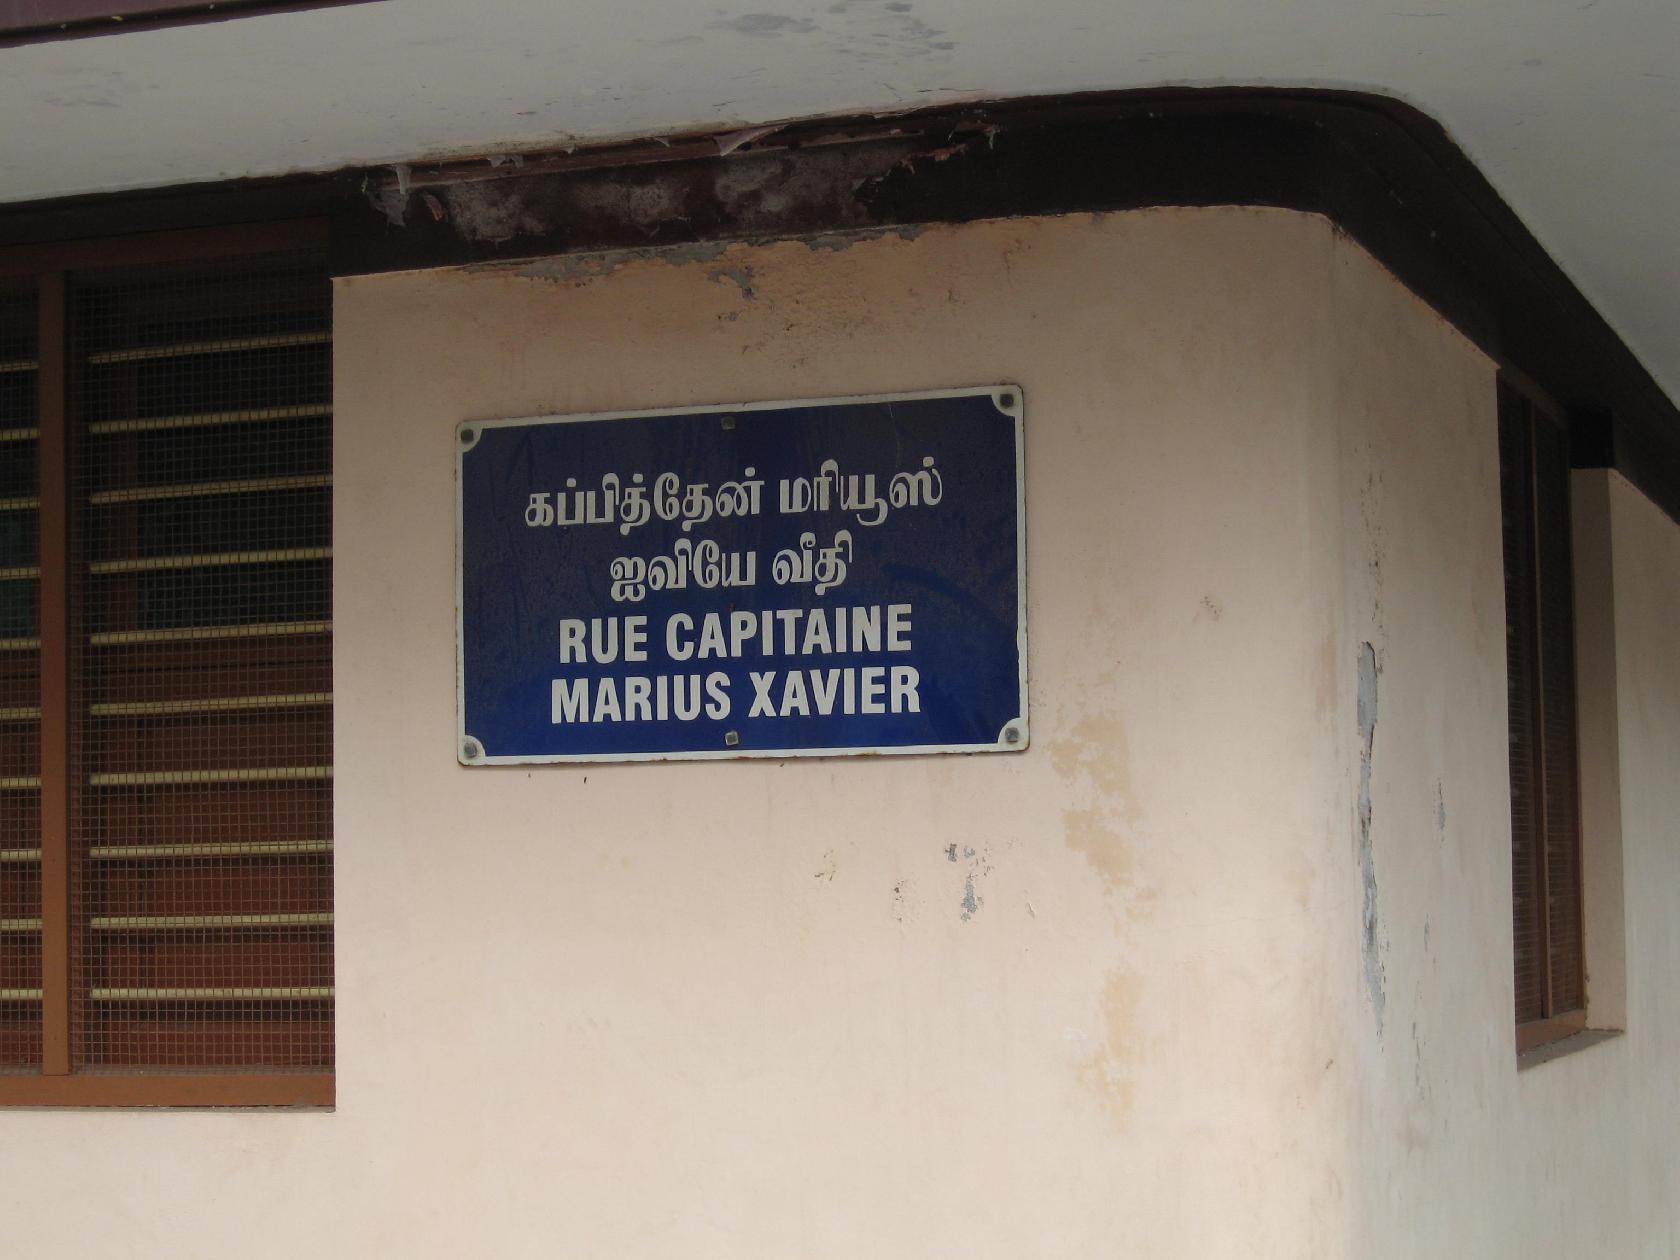 கப்பித்தேன் மரியூஸ்
ஐவியே வீதி
RUE CAPITAINE
MARIUS XAVIER